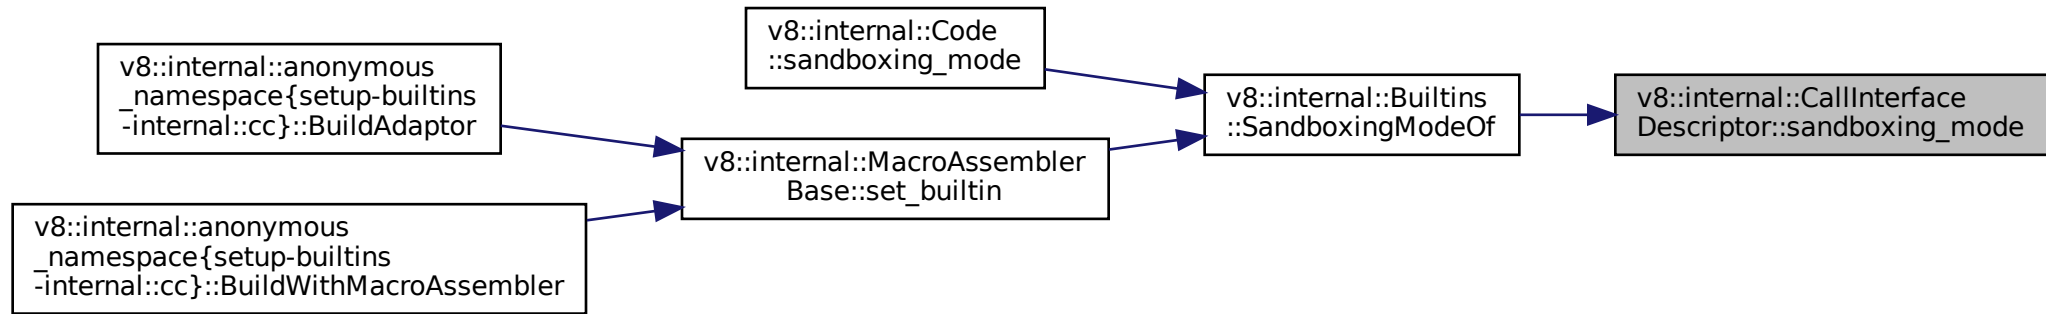 v8::internal::anonymous
_namespace{setup-builtins
-internal::cc}::BuildAdaptor
v8::internal::anonymous
_namespace{setup-builtins
-internal::cc}::BuildWithMacroAssembler
v8::internal::Code
::sandboxing_mode
v8::internal::MacroAssembler
Base::set_builtin
v8::internal::Builtins
::SandboxingModeOf
v8::internal::CallInterface
Descriptor::sandboxing_mode